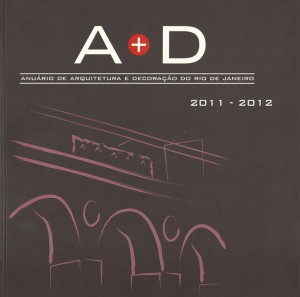 A+D
ANUÁRIO DE ARQUITETURA E DECORAÇÃO DO RIO DE JANEIRO
2011 - 2012